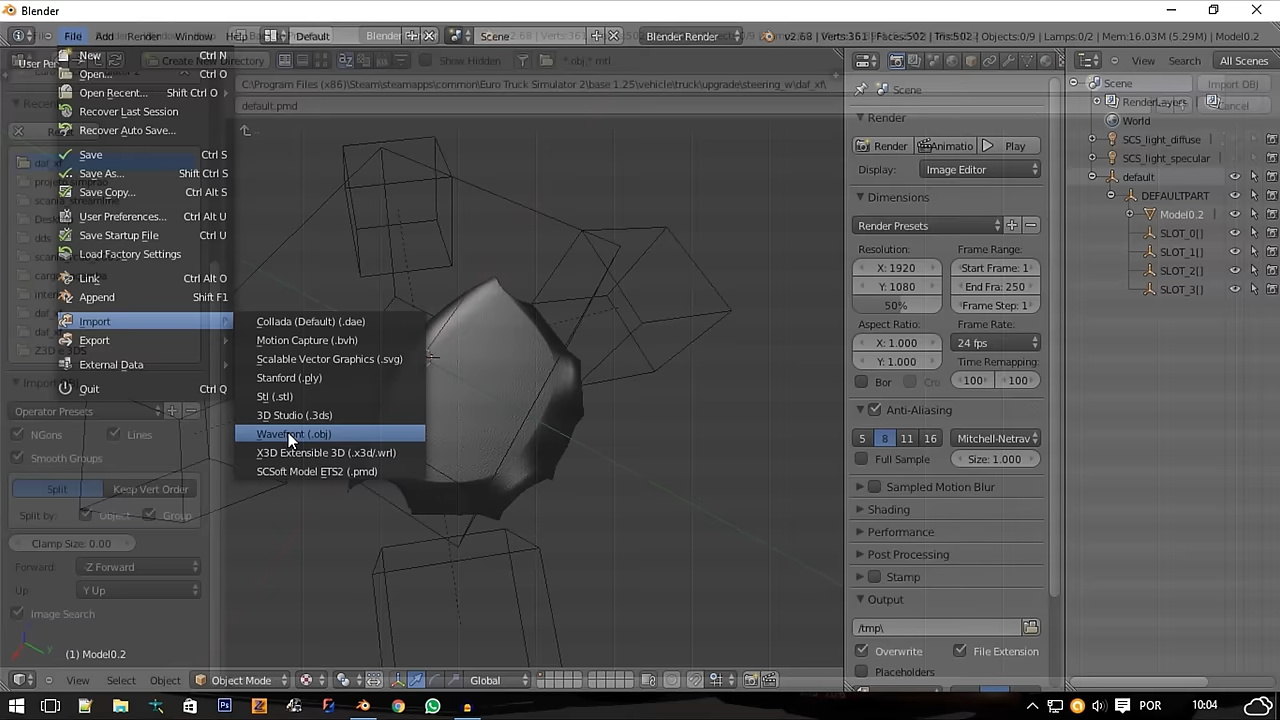 Blender
File Add Render Window Help Default Scene Blender Render v2.68 | Verts:361 | Faces:502 | Tris:502 | Objects:0/9 | Lamps:0/2 | Mem:16.03M (5.29M) | Model0.2
New Ctrl N
Open... Ctrl O
Open Recent... Shift Ctrl O
Recover Last Session
Recover Auto Save...
Save Ctrl S
Save As... Shift Ctrl S
Save Copy... Ctrl Alt S
User Preferences... Ctrl Alt U
Save Startup File Ctrl U
Load Factory Settings
Link Ctrl Alt O
Append Shift F1
Import
Export
External Data
Quit Ctrl Q
Collada (Default) (.dae)
Motion Capture (.bvh)
Scalable Vector Graphics (.svg)
Stanford (.ply)
Stl (.stl)
3D Studio (.3ds)
Wavefront (.obj)
X3D Extensible 3D (.x3d/.wrl)
SCSoft Model ETS2 (.pmd)
Create New Directory Show Hidden
C:\Program Files (x86)\Steam\steamapps\common\Euro Truck Simulator 2\base 1.25\vehicle\truck\upgrade\steering_w\daf_xf\
default.pmd
Operator Presets
NGons Lines
Smooth Groups
Split Keep Vert Order
Split by: Object Group
Clamp Size: 0.00
Forward: -Z Forward
Up: Y Up
Image Search
(1) Model0.2
View Select Object Object Mode Global
Scene
Render
Render Animatio Play
Display: Image Editor
Dimensions
Render Presets
Resolution: Frame Range:
X: 1920 Start Frame: 1
Y: 1080 End Fra: 250
50% Frame Step: 1
Aspect Ratio: Frame Rate:
X: 1.000 24 fps
Y: 1.000 Time Remapping:
Bor Cro 100 100
Anti-Aliasing
5 8 11 16 Mitchell-Netrav
Full Sample Size: 1.000
Sampled Motion Blur
Shading
Performance
Post Processing
Stamp
Output
/tmp\
Overwrite File Extension
Placeholders
View Search All Scenes
Scene Import OBJ
RenderLayers Cancel
World
SCS_light_diffuse
SCS_light_specular
default
DEFAULTPART
Model0.2
SLOT_0()
SLOT_1()
SLOT_2()
SLOT_3()
POR 10:04